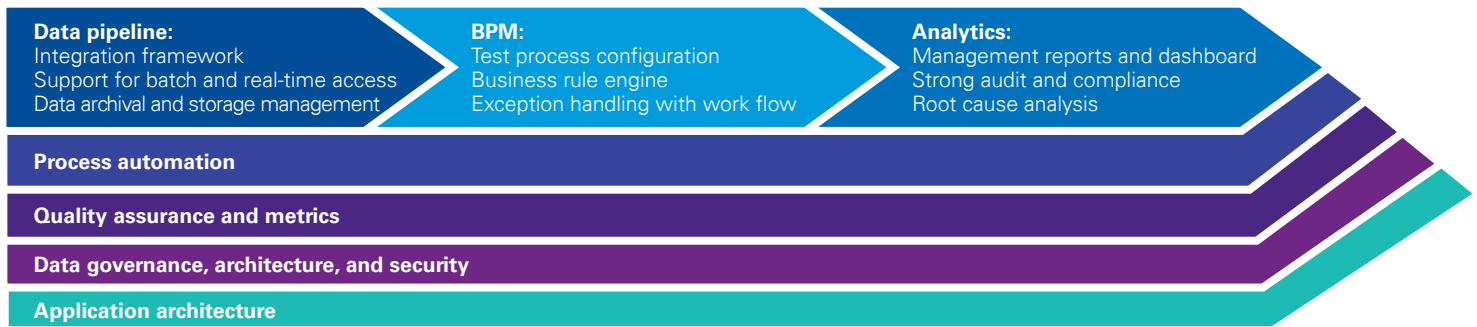 Data pipeline:
Integration framework
Support for batch and real-time access
Data archival and storage management
BPM:
Test process configuration
Business rule engine
Exception handling with work flow
Analytics:
Management reports and dashboard
Strong audit and compliance
Root cause analysis
Process automation
Quality assurance and metrics
Data governance, architecture, and security
Application architecture